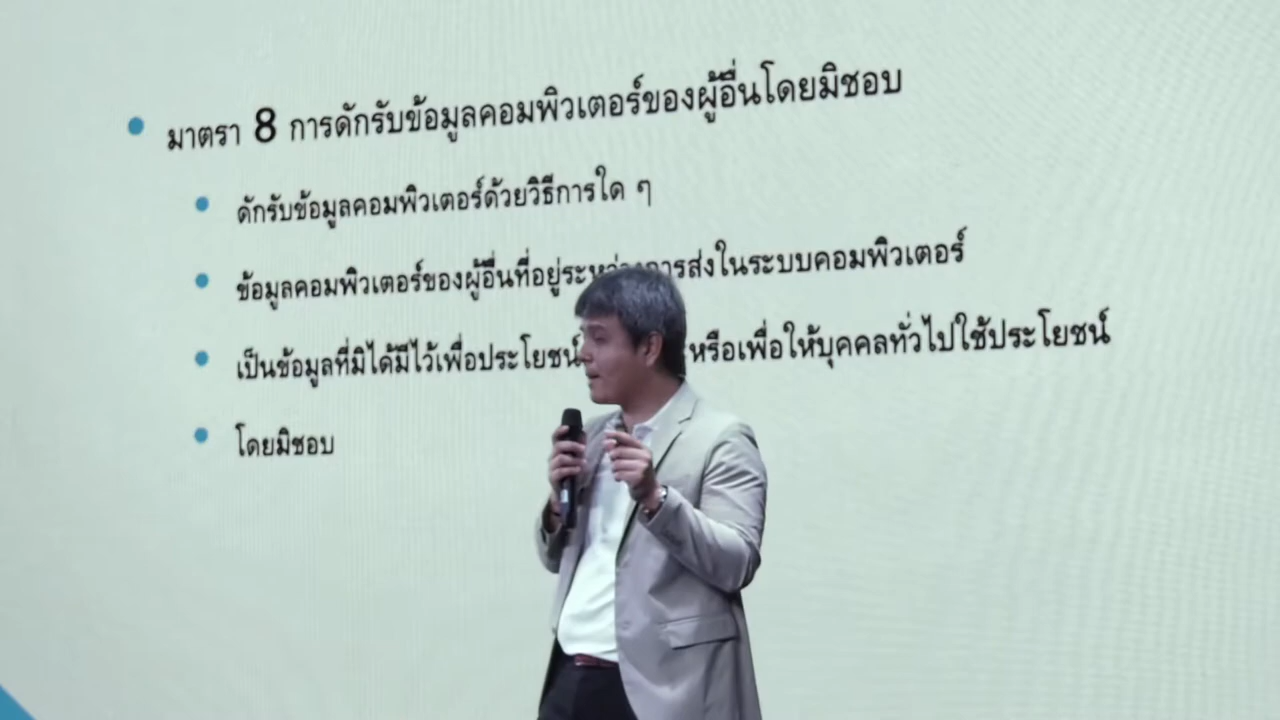 มาตรา 8 การดักรับข้อมูลคอมพิวเตอร์ของผู้อื่นโดยมิชอบ
ดักรับข้อมูลคอมพิวเตอร์ด้วยวิธีการใด ๆ
ข้อมูลคอมพิวเตอร์ของผู้อื่นที่อยู่ระหว่างการส่งในระบบคอมพิวเตอร์
เป็นข้อมูลที่มิได้มีไว้เพื่อประโยชน์ หรือเพื่อให้บุคคลทั่วไปใช้ประโยชน์
โดยมิชอบ